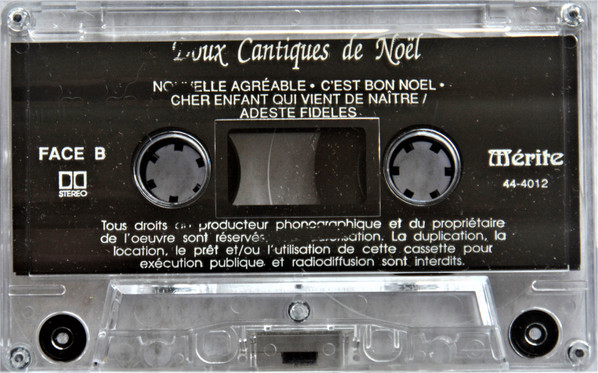 Doux Cantiques de Noël
NOUVELLE AGRÉABLE • C'EST BON NOEL •
CHER ENFANT QUI VIENT DE NAÎTRE /
ADESTE FIDELES
FACE B
STEREO
Mérite
44-4012
Tous droits du producteur phonographique et du propriétaire
de l'oeuvre sont réservés. autorisation. La duplication, la
location, le prêt et/ou l'utilisation de cette cassette pour
exécution publique et radiodiffusion sont interdits.